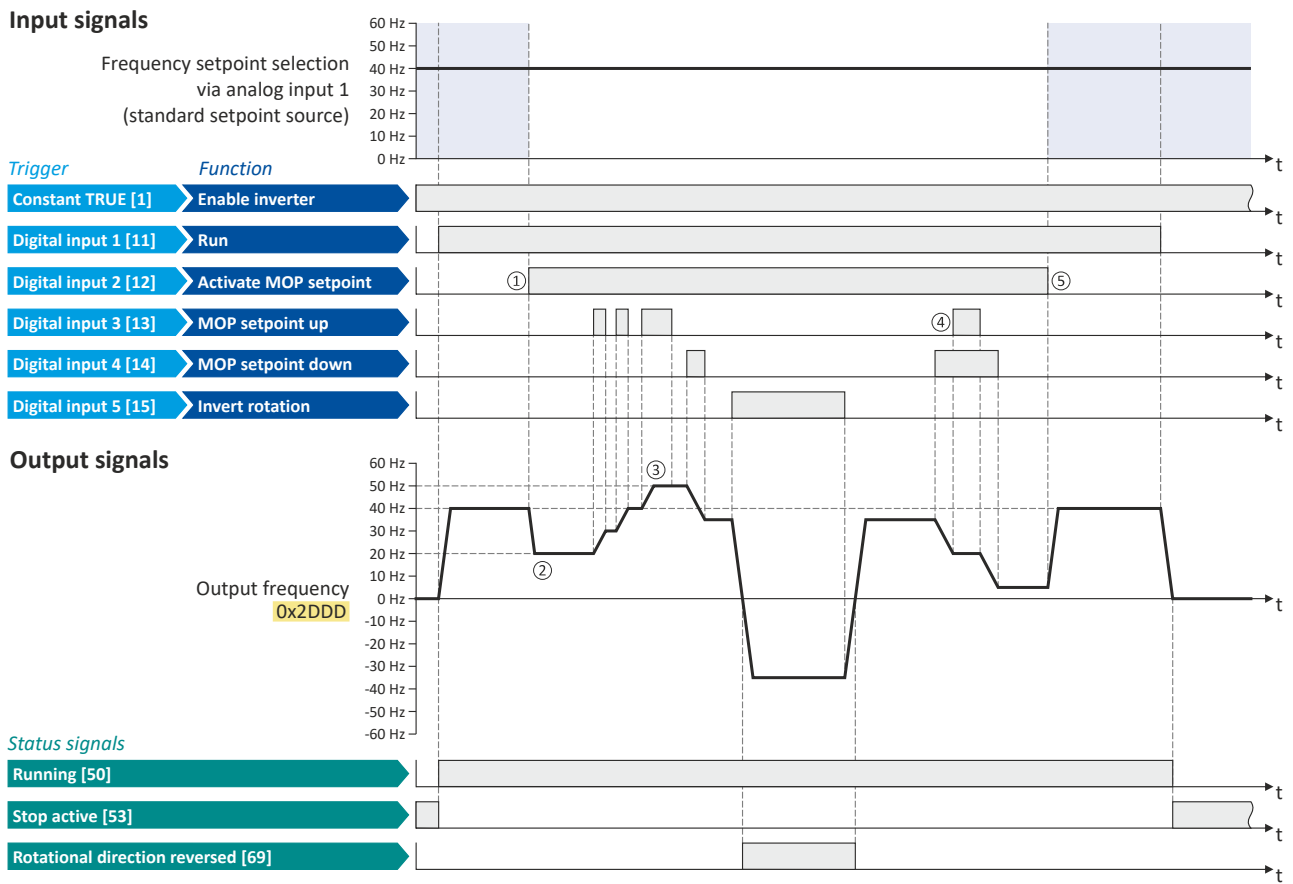 Input signals
Frequency setpoint selection
via analog input 1
(standard setpoint source)
60 Hz
50 Hz
40 Hz
30 Hz
20 Hz
10 Hz
0 Hz
t
Trigger Function
Constant TRUE [1] Enable inverter
t
Digital input 1 [11] Run
t
Digital input 2 [12] Activate MOP setpoint ① ⑤
t
Digital input 3 [13] MOP setpoint up ④
t
Digital input 4 [14] MOP setpoint down
t
Digital input 5 [15] Invert rotation
t
Output signals
60 Hz
50 Hz
40 Hz
30 Hz
20 Hz
10 Hz
0 Hz
-10 Hz
-20 Hz
-30 Hz
-40 Hz
-50 Hz
-60 Hz
③
②
Output frequency
0x2DDD
t
Status signals
Running [50]
t
Stop active [53]
t
Rotational direction reversed [69]
t